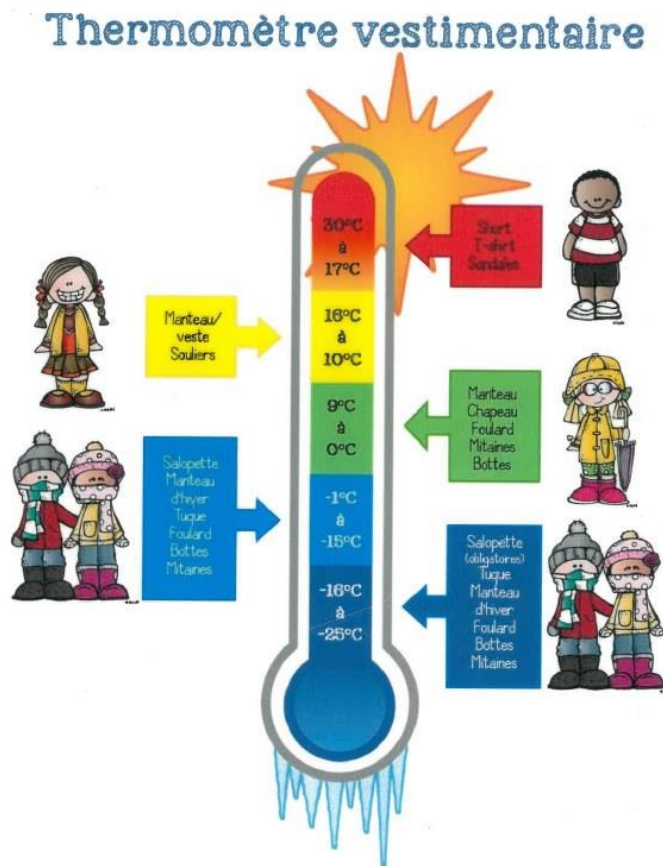 Thermomètre vestimentaire
30°C
à
17°C
Short
T-shirt
Sandales
Manteau/
veste
Souliers
16°C
à
10°C
9°C
à
0°C
Manteau
Chapeau
Foulard
Mitaines
Bottes
Salopette
Manteau
d'hiver
Tuque
Foulard
Bottes
Mitaines
-1°C
à
-15°C
-16°C
à
-25°C
Salopette
(obligatoires)
Tuque
Manteau
d'hiver
Foulard
Bottes
Mitaines